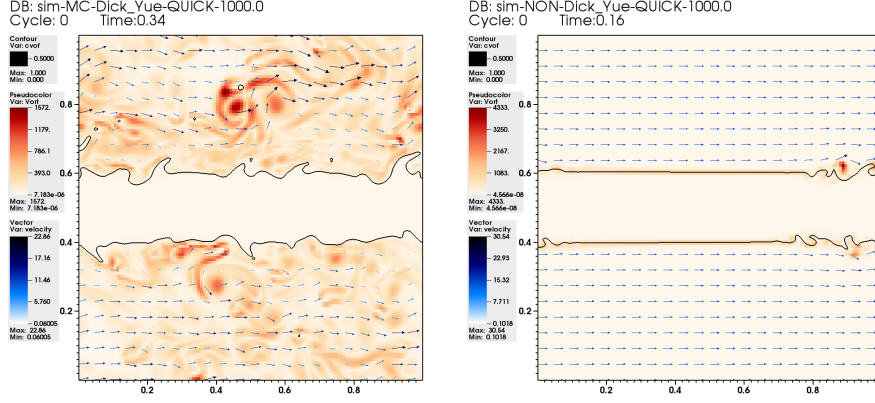 DB: sim-MC-Dick_Yue-QUICK-1000.0
Cycle: 0 Time:0.34
Contour
Var: cvof
0.5000
Max: 1.000
Min: 0.000
Pseudocolor
Var: Vort
1572.
1179.
786.1
393.0
7.183e-06
Max: 1572.
Min: 7.183e-06
Vector
Var: velocity
22.86
17.16
11.46
5.760
0.06005
Max: 22.86
Min: 0.06005
0.8
0.6
0.4
0.2
0.2 0.4 0.6 0.8
DB: sim-NON-Dick_Yue-QUICK-1000.0
Cycle: 0 Time:0.16
Contour
Var: cvof
0.5000
Max: 1.000
Min: 0.000
Pseudocolor
Var: Vort
4333.
3250.
2167.
1083.
4.566e-08
Max: 4333.
Min: 4.566e-08
Vector
Var: velocity
30.54
22.93
15.32
7.711
0.1018
Max: 30.54
Min: 0.1018
0.8
0.6
0.4
0.2
0.2 0.4 0.6 0.8